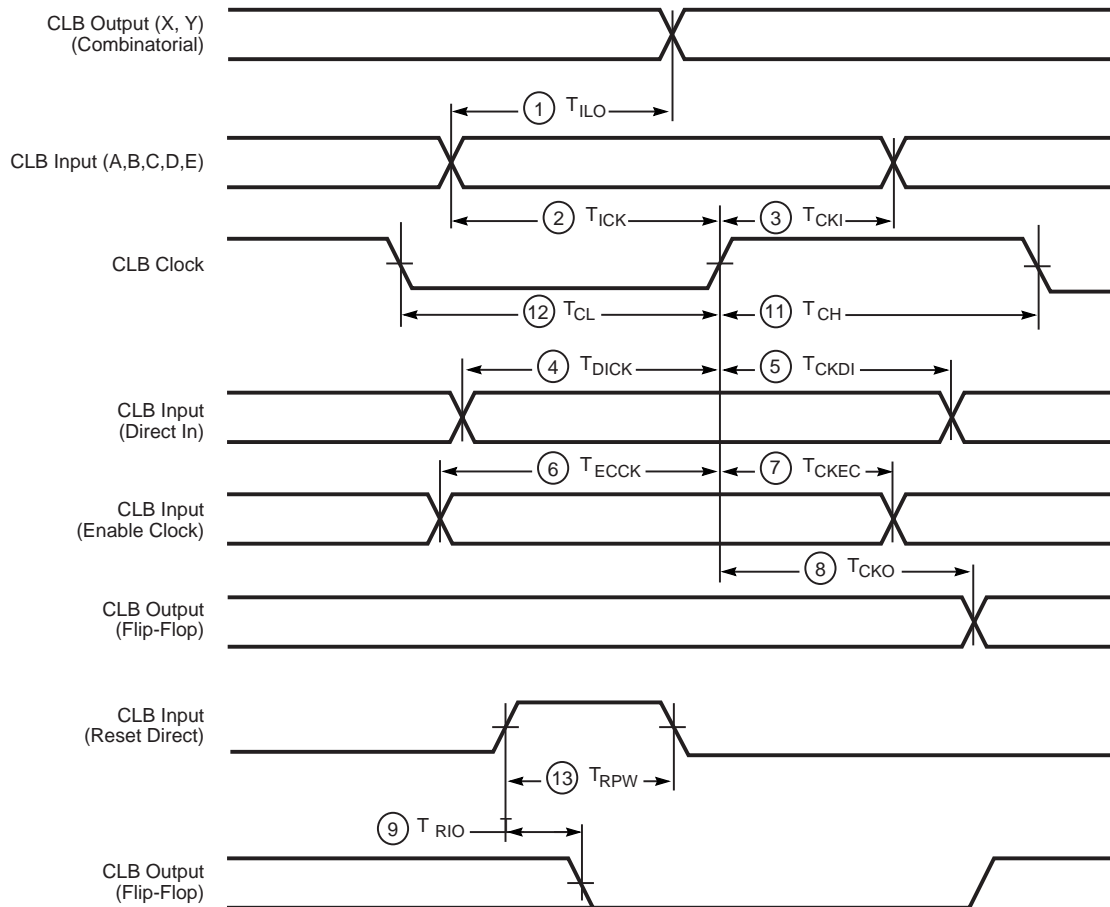 CLB Output (X, Y)
(Combinatorial)
1 TILO
CLB Input (A,B,C,D,E)
2 TICK
3 TCKI
CLB Clock
12 TCL
11 TCH
4 TDICK
5 TCKDI
CLB Input
(Direct In)
6 TECCK
7 TCKEC
CLB Input
(Enable Clock)
8 TCKO
CLB Output
(Flip-Flop)
CLB Input
(Reset Direct)
13 TRPW
9 T RIO
CLB Output
(Flip-Flop)